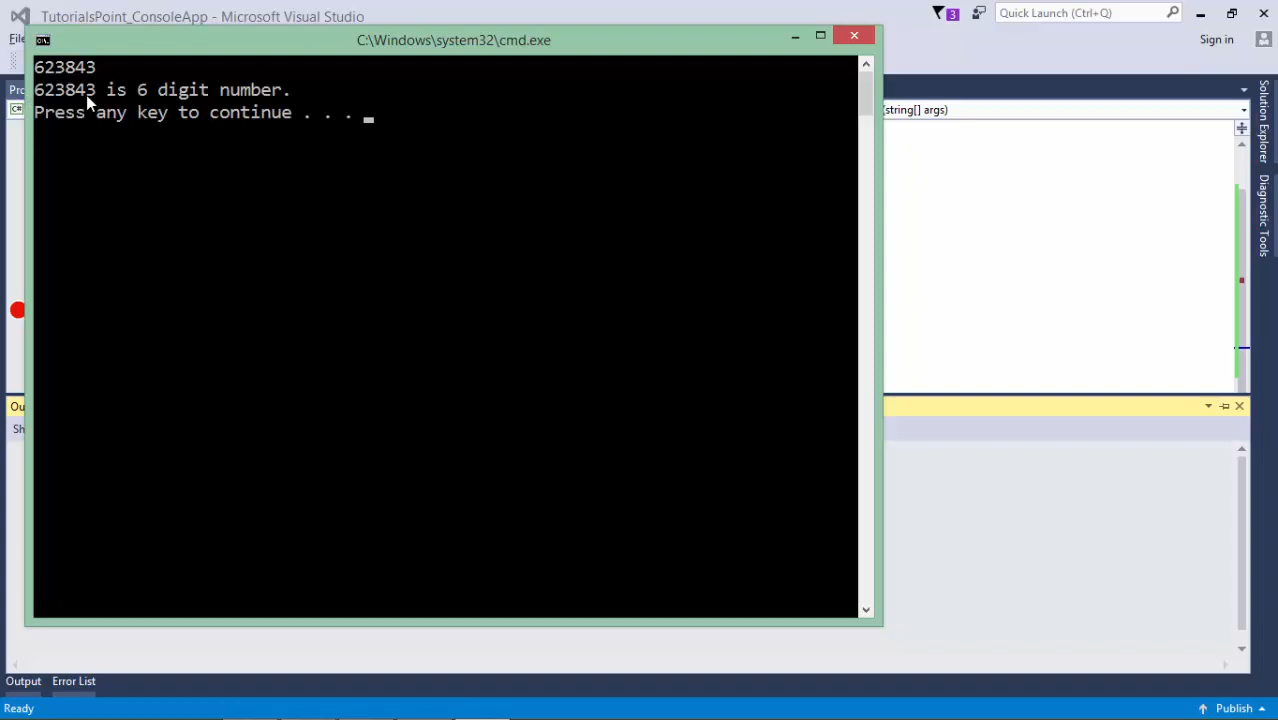 TutorialsPoint_ConsoleApp - Microsoft Visual Studio
3
Quick Launch (Ctrl+Q)
Sign in
C:\Windows\system32\cmd.exe
623843
623843 is 6 digit number.
Press any key to continue . . .
(string[] args)
C#
Solution Explorer
Diagnostic Tools
Output
Error List
Ready
Publish